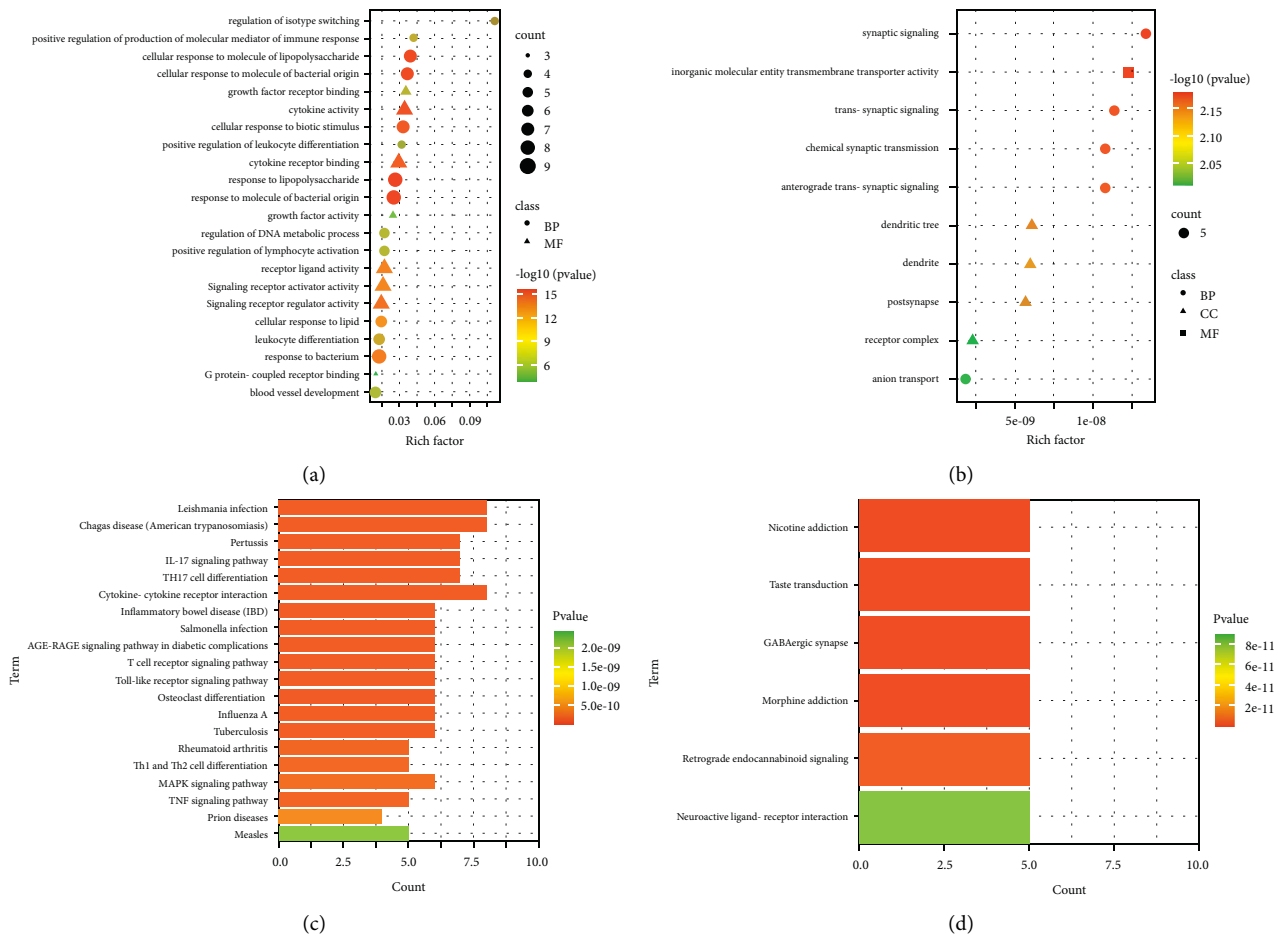 regulation of isotype switching
positive regulation of production of molecular mediator of immune response
cellular response to molecule of lipopolysaccharide
cellular response to molecule of bacterial origin
growth factor receptor binding
cytokine activity
cellular response to biotic stimulus
positive regulation of leukocyte differentiation
cytokine receptor binding
response to lipopolysaccharide
response to molecule of bacterial origin
growth factor activity
regulation of DNA metabolic process
positive regulation of lymphocyte activation
receptor ligand activity
Signaling receptor activator activity
Signaling receptor regulator activity
cellular response to lipid
leukocyte differentiation
response to bacterium
G protein- coupled receptor binding
blood vessel development
0.03 0.06 0.09
Rich factor
count
3
4
5
6
7
8
9
class
BP
MF
-log10 (pvalue)
15
12
9
6
(a)
synaptic signaling
inorganic molecular entity transmembrane transporter activity
trans- synaptic signaling
chemical synaptic transmission
anterograde trans- synaptic signaling
dendritic tree
dendrite
postsynapse
receptor complex
anion transport
5e-09 1e-08
Rich factor
-log10 (pvalue)
2.15
2.10
2.05
count
5
class
BP
CC
MF
(b)
Term
Leishmania infection
Chagas disease (American trypanosomiasis)
Pertussis
IL-17 signaling pathway
TH17 cell differentiation
Cytokine- cytokine receptor interaction
Inflammatory bowel disease (IBD)
Salmonella infection
AGE-RAGE signaling pathway in diabetic complications
T cell receptor signaling pathway
Toll-like receptor signaling pathway
Osteoclast differentiation
Influenza A
Tuberculosis
Rheumatoid arthritis
Th1 and Th2 cell differentiation
MAPK signaling pathway
TNF signaling pathway
Prion diseases
Measles
0.0 2.5 5.0 7.5 10.0
Count
Pvalue
2.0e-09
1.5e-09
1.0e-09
5.0e-10
(c)
Term
Nicotine addiction
Taste transduction
GABAergic synapse
Morphine addiction
Retrograde endocannabinoid signaling
Neuroactive ligand- receptor interaction
0.0 2.5 5.0 7.5 10.0
Count
Pvalue
8e-11
6e-11
4e-11
2e-11
(d)